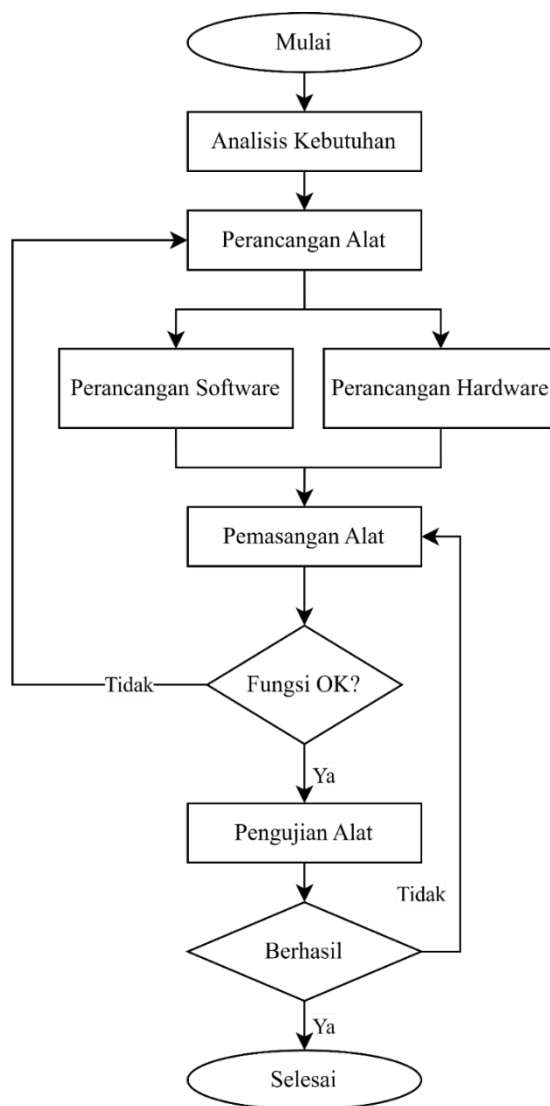 Mulai
Analisis Kebutuhan
Perancangan Alat
Perancangan Software
Perancangan Hardware
Pemasangan Alat
Fungsi OK?
Tidak
Ya
Pengujian Alat
Tidak
Berhasil
Ya
Selesai